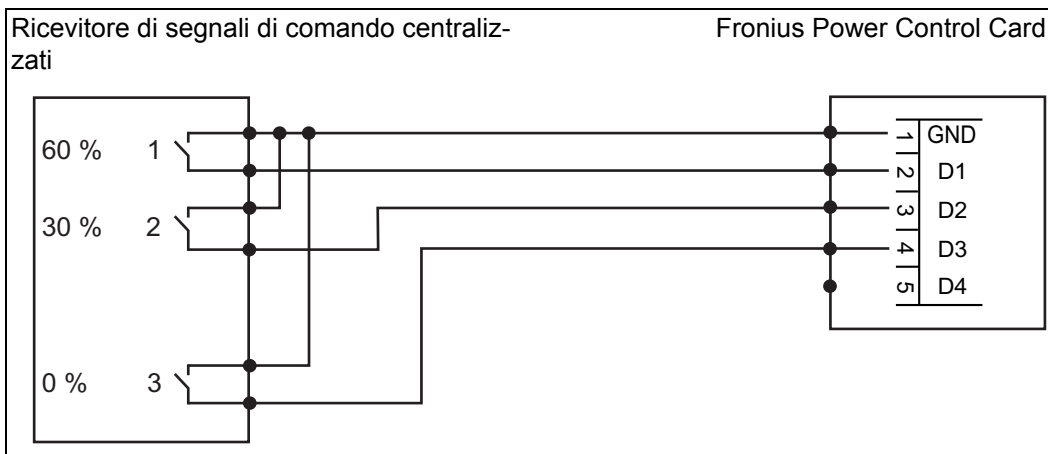 Ricevitore di segnali di comando centraliz-
zati
Fronius Power Control Card
60 % 1
30 % 2
0 % 3
1 GND
2 D1
3 D2
4 D3
5 D4